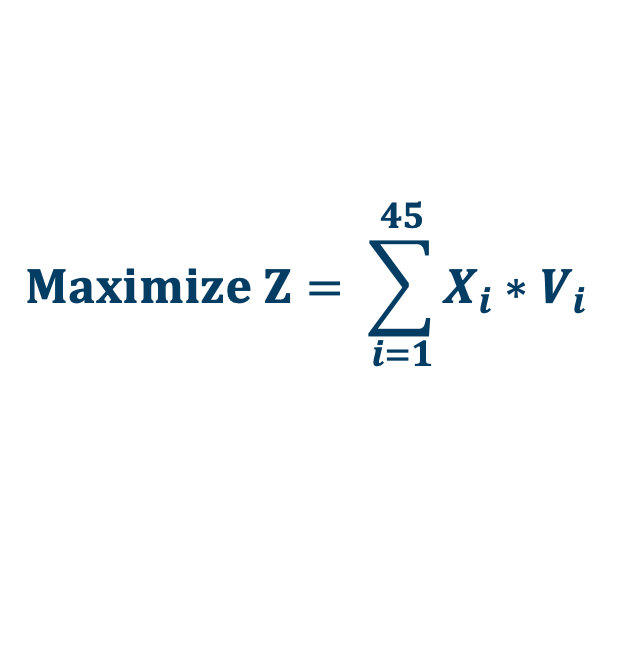 Maximize Z = ∑_{i=1}^{45} X_i * V_i